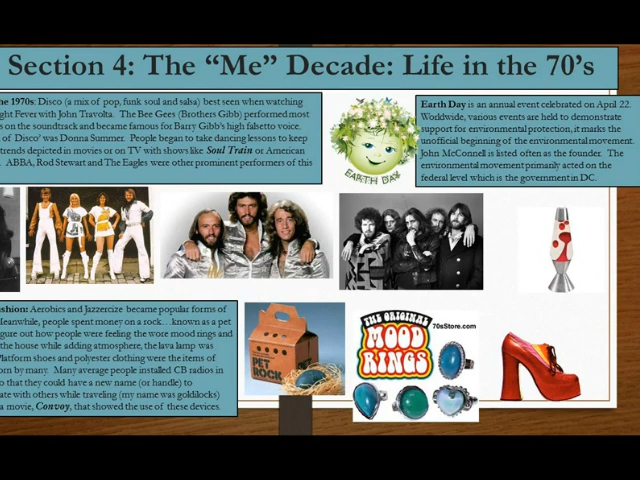 Section 4: The “Me” Decade: Life in the 70’s
he 1970s: Disco (a mix of pop, funk soul and salsa) best seen when watching
ght Fever with John Travolta. The Bee Gees (Brothers Gibb) performed most
s on the soundtrack and became famous for Barry Gibb's high falsetto voice.
of Disco' was Donna Summer. People began to take dancing lessons to keep
trends depicted in movies or on TV with shows like Soul Train or American
. ABBA, Rod Stewart and The Eagles were other prominent performers of this
EARTH DAY
Earth Day is an annual event celebrated on April 22.
Worldwide, various events are held to demonstrate
support for environmental protection, it marks the
unofficial beginning of the environmental movement.
John McConnell is listed often as the founder. The
environmental movement primarily acted on the
federal level which is the government in DC.
shion: Aerobics and Jazzercize became popular forms of
Meanwhile, people spent money on a rock…known as a pet
gure out how people were feeling the wore mood rings and
the house while adding atmosphere, the lava lamp was
Platform shoes and polyester clothing were the items of
orn by many. Many average people installed CB radios in
o that they could have a new name (or handle) to
ate with others while traveling (my name was goldilocks)
a movie, Convoy, that showed the use of these devices.
PET
ROCK
THE ORIGINAL
MOOD
RINGS
70sStore.com